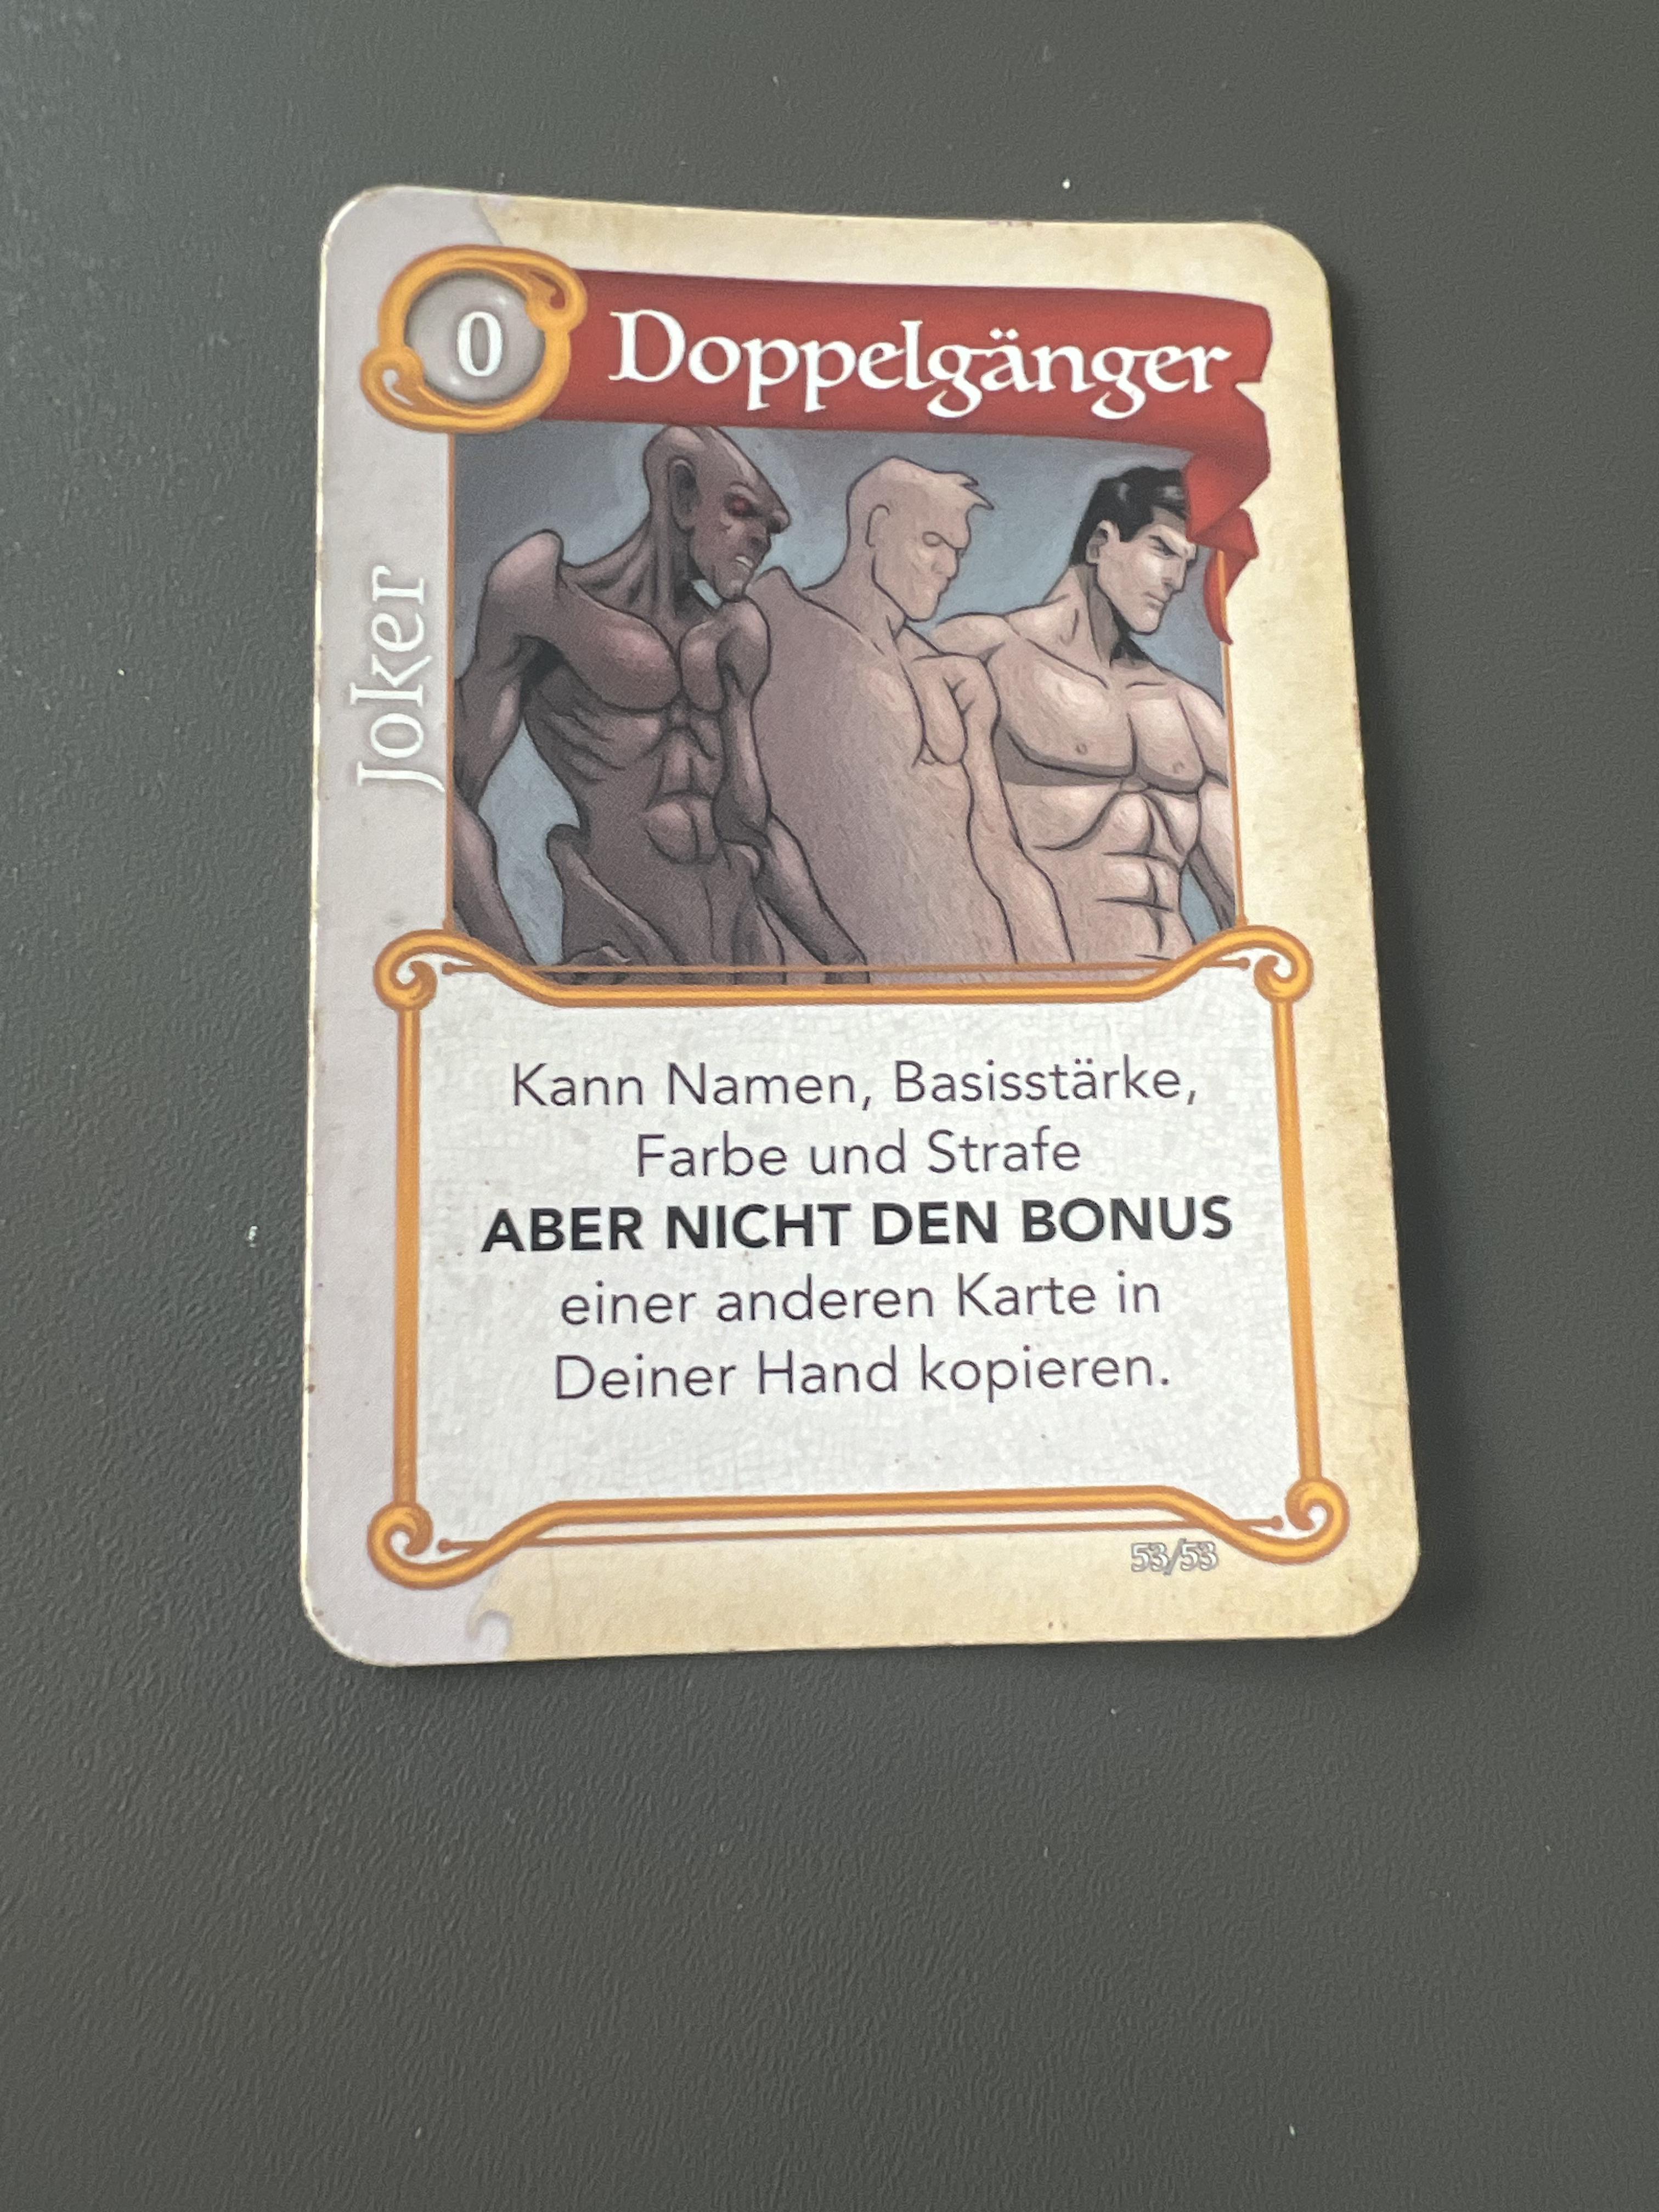 0
Doppelgänger
Joker
Kann Namen, Basisstärke,
Farbe und Strafe
ABER NICHT DEN BONUS
einer anderen Karte in
Deiner Hand kopieren.
53/53